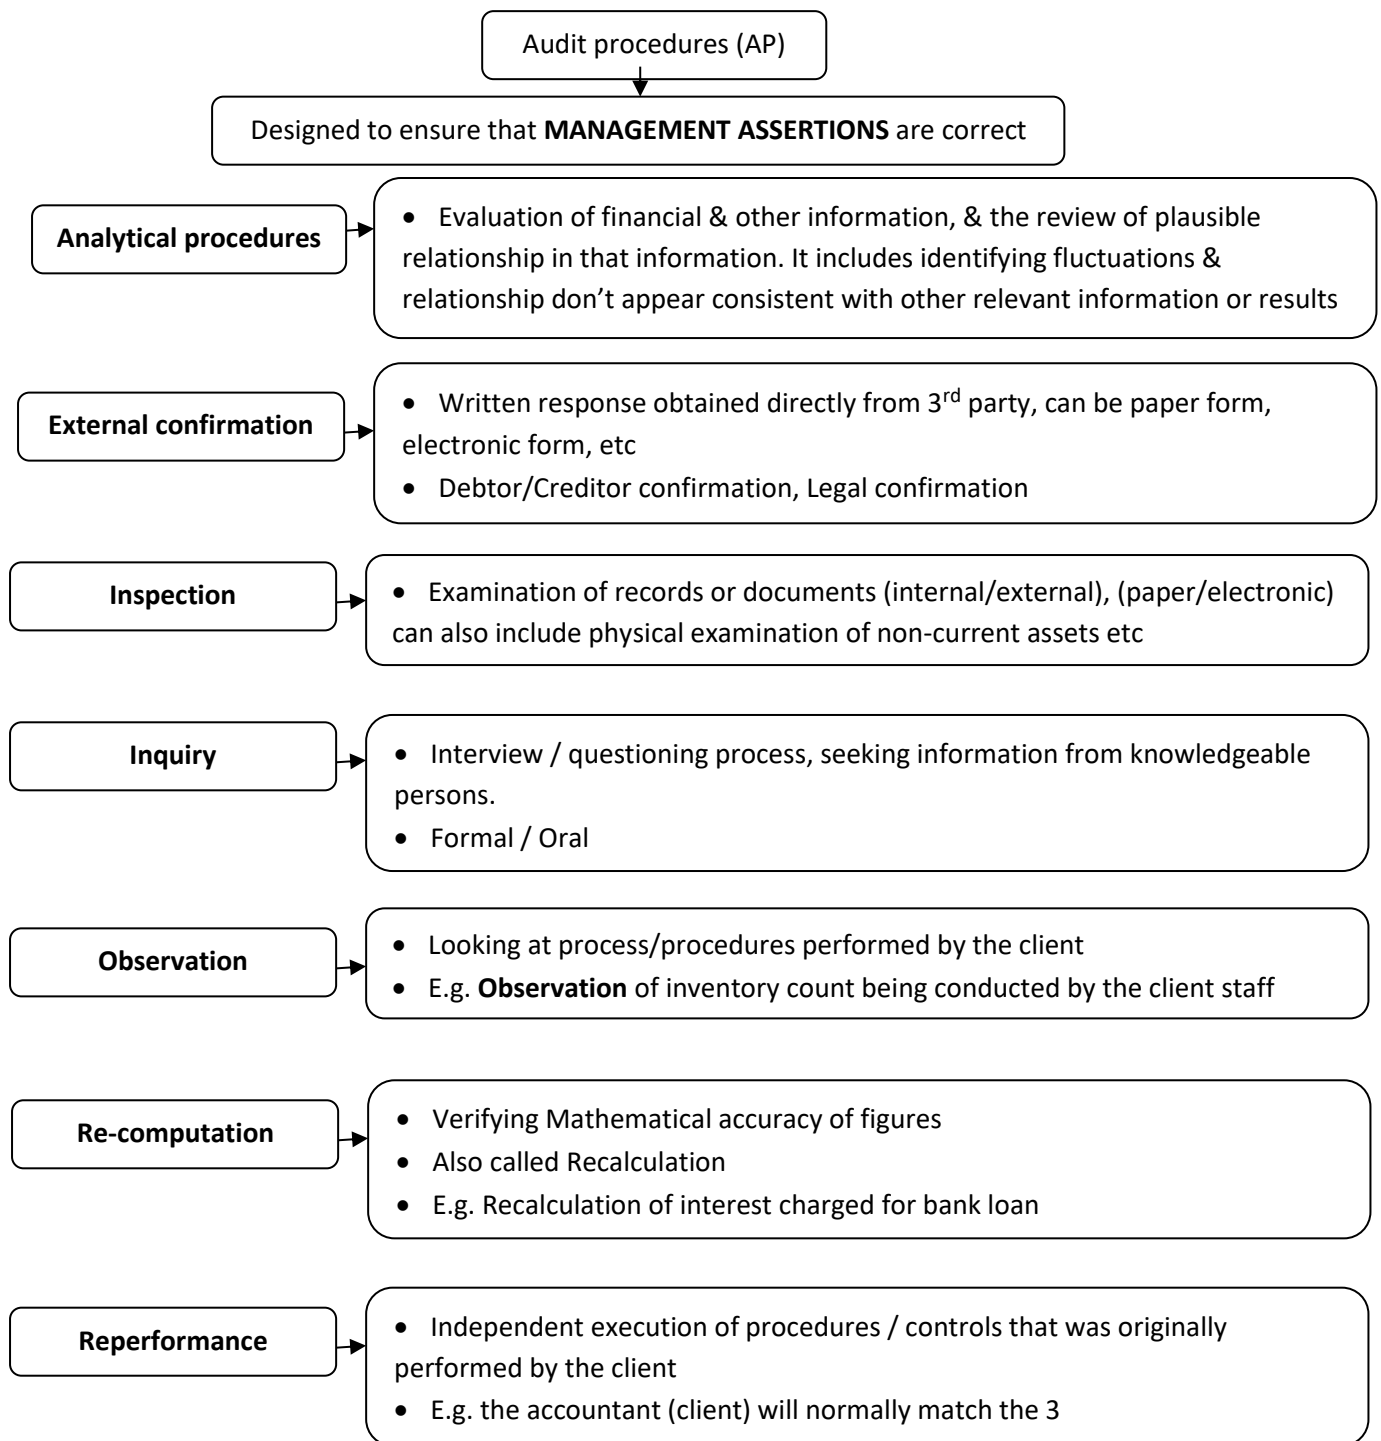 Audit procedures (AP)
Designed to ensure that MANAGEMENT ASSERTIONS are correct
Analytical procedures
• Evaluation of financial & other information, & the review of plausible
relationship in that information. It includes identifying fluctuations &
relationship don’t appear consistent with other relevant information or results
External confirmation
• Written response obtained directly from 3rd party, can be paper form,
electronic form, etc
• Debtor/Creditor confirmation, Legal confirmation
Inspection
• Examination of records or documents (internal/external), (paper/electronic)
can also include physical examination of non-current assets etc
Inquiry
• Interview / questioning process, seeking information from knowledgeable
persons.
• Formal / Oral
Observation
• Looking at process/procedures performed by the client
• E.g. Observation of inventory count being conducted by the client staff
Re-computation
• Verifying Mathematical accuracy of figures
• Also called Recalculation
• E.g. Recalculation of interest charged for bank loan
Reperformance
• Independent execution of procedures / controls that was originally
performed by the client
• E.g. the accountant (client) will normally match the 3